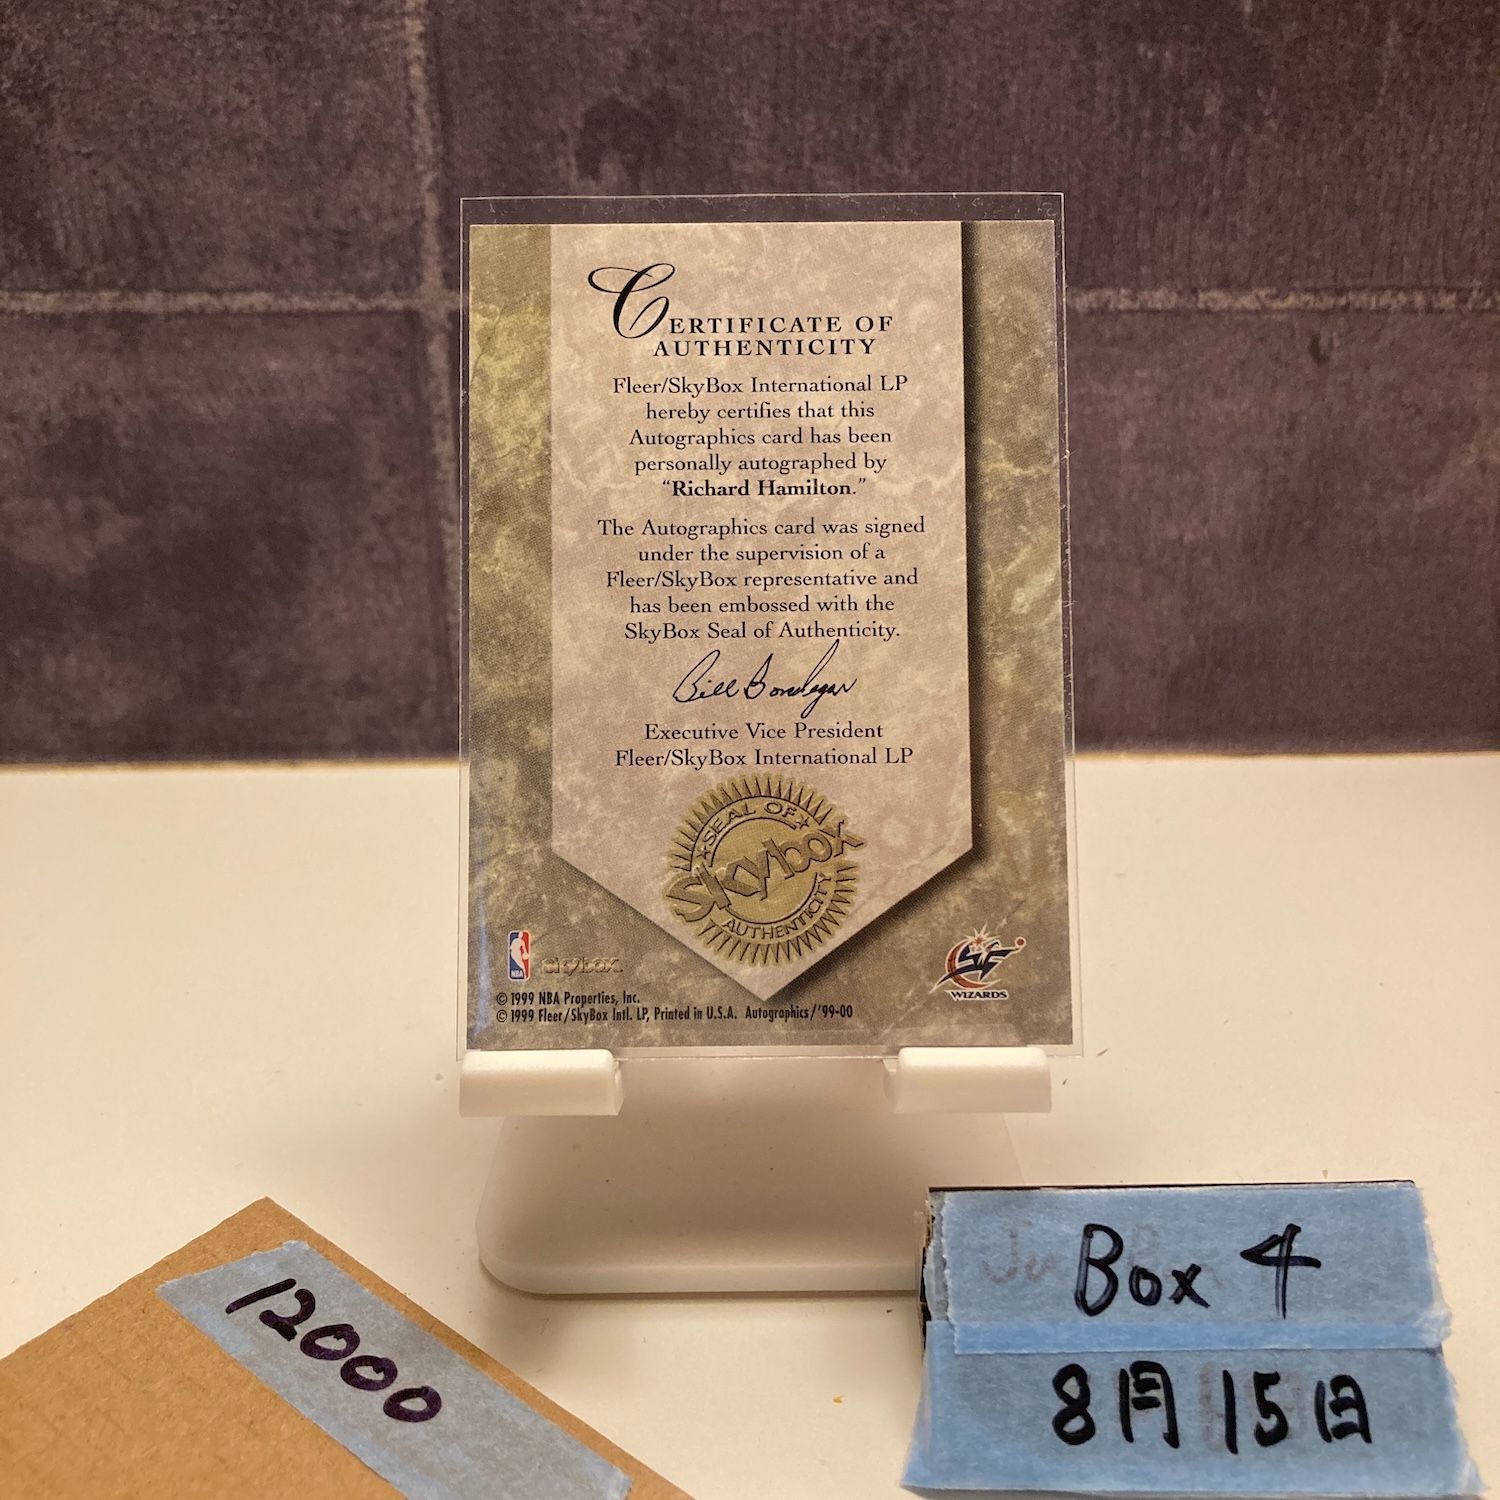 CERTIFICATE OF
AUTHENTICITY
Fleer/SkyBox International LP
hereby certifies that this
Autographics card has been
personally autographed by
“Richard Hamilton.”
The Autographics card was signed
under the supervision of a
Fleer/SkyBox representative and
has been embossed with the
SkyBox Seal of Authenticity.
Executive Vice President
Fleer/SkyBox International LP
SEAL OF
Skybox
AUTHENTICITY
NBA
skybox
WIZARDS
© 1999 NBA Properties, Inc.
© 1999 Fleer/SkyBox Intl. LP, Printed in U.S.A. Autographics/'99-00
12000
Box 4
8月15日